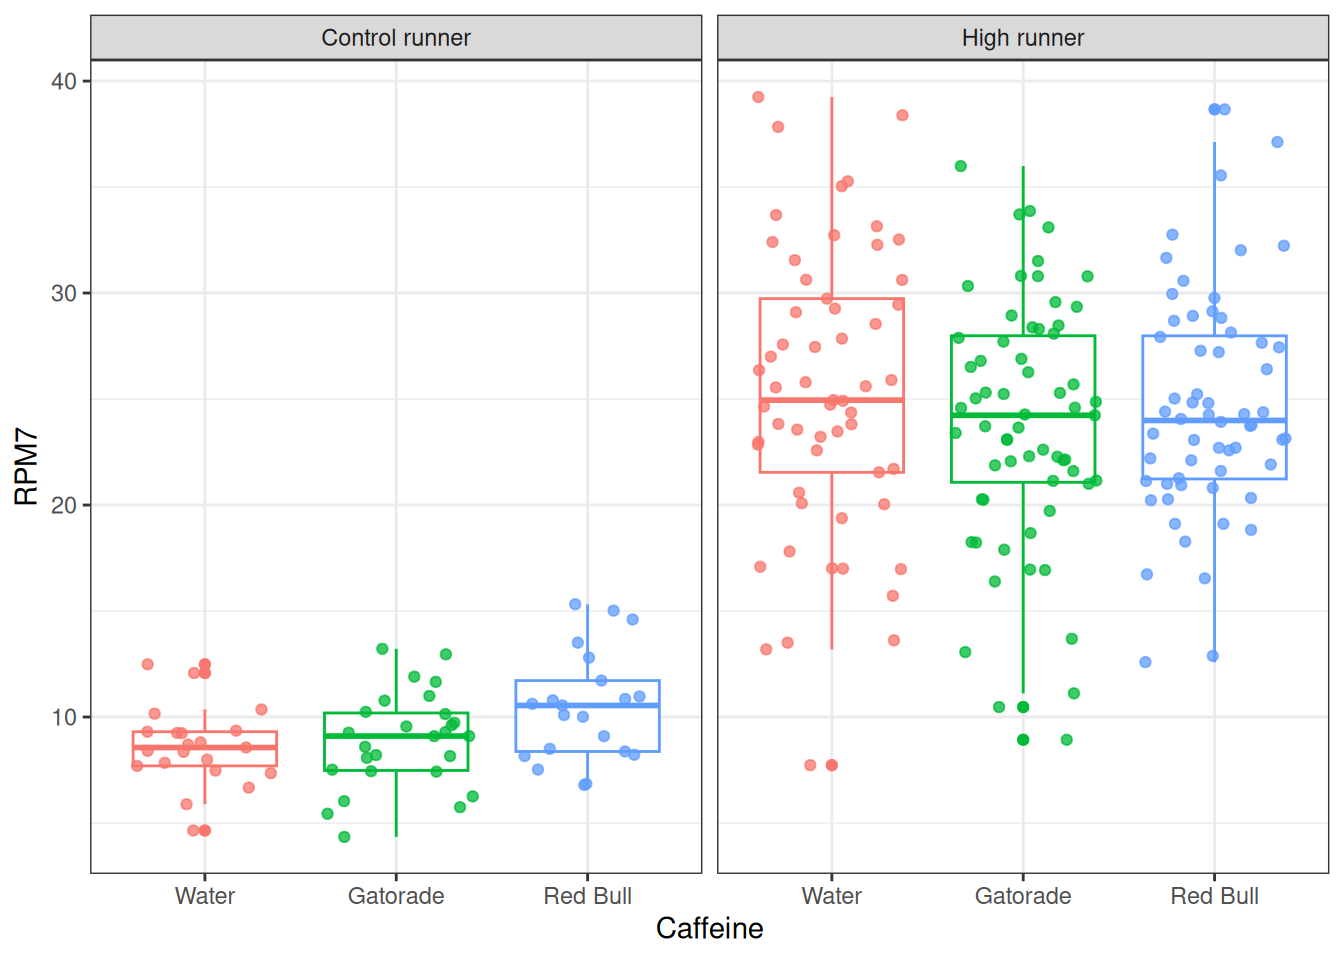 Control runner
High runner
RPM7
40
30
20
10
Water
Gatorade
Red Bull
Water
Gatorade
Red Bull
Caffeine